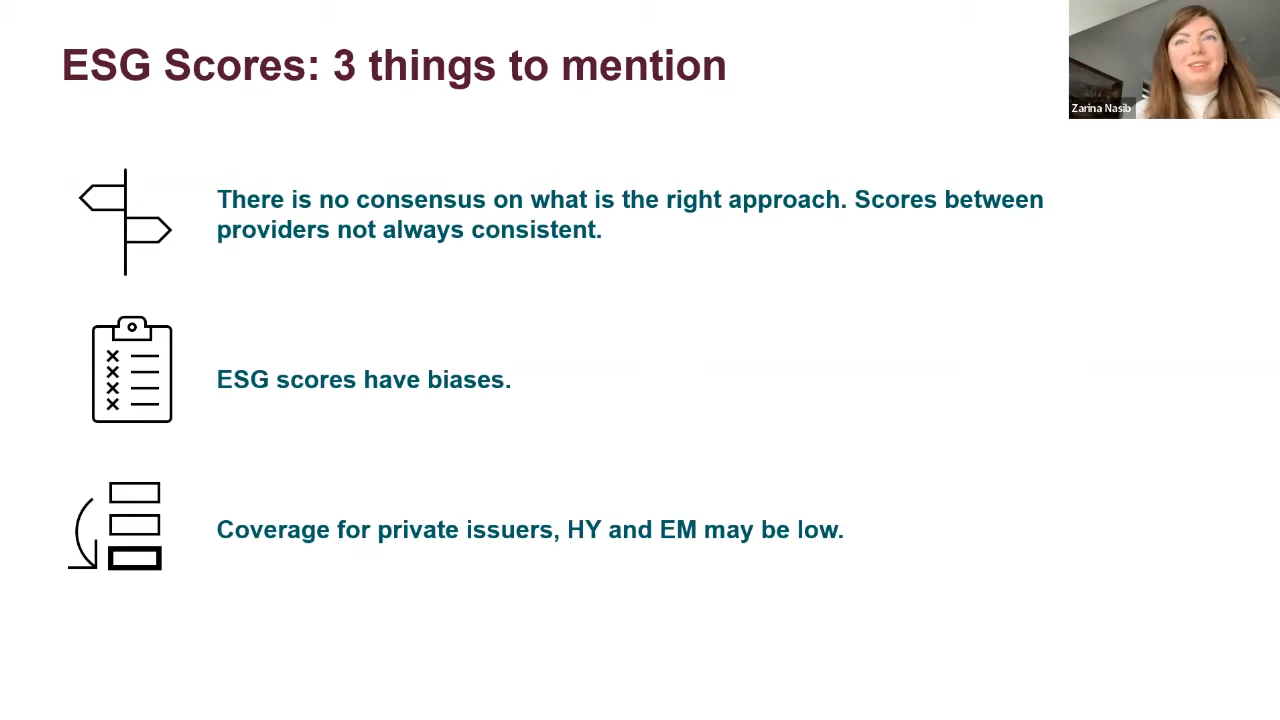 ESG Scores: 3 things to mention
Zarina Nasib
There is no consensus on what is the right approach. Scores between
providers not always consistent.
ESG scores have biases.
Coverage for private issuers, HY and EM may be low.